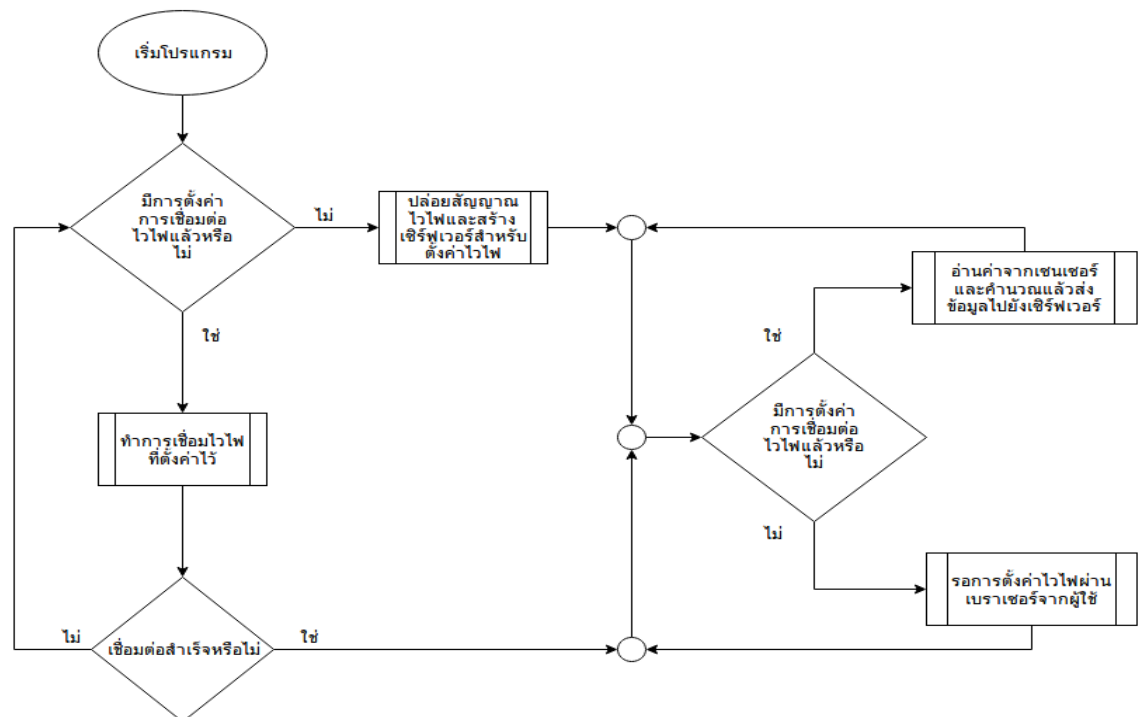 เริ่มโปรแกรม
มีการตั้งค่า
การเชื่อมต่อ
ไวไฟแล้วหรือ
ไม่
ไม่
ปล่อยสัญญาณ
ไวไฟและสร้าง
เซิร์ฟเวอร์สำหรับ
ตั้งค่าไวไฟ
ใช่
ทำการเชื่อมไวไฟ
ที่ตั้งค่าไว้
ไม่
เชื่อมต่อสำเร็จหรือไม่
ใช่
อ่านค่าจากเซนเซอร์
และคำนวณแล้วส่ง
ข้อมูลไปยังเซิร์ฟเวอร์
ใช่
มีการตั้งค่า
การเชื่อมต่อ
ไวไฟแล้วหรือ
ไม่
ไม่
รอการตั้งค่าไวไฟผ่าน
เบราเซอร์จากผู้ใช้